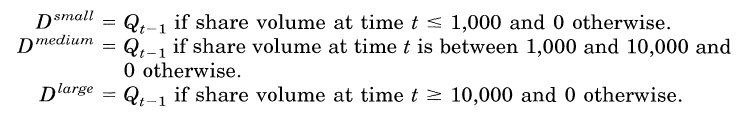 D^small = Q_{t−1} if share volume at time t ≤ 1,000 and 0 otherwise.
D^medium = Q_{t−1} if share volume at time t is between 1,000 and 10,000 and
0 otherwise.
D^large = Q_{t−1} if share volume at time t ≥ 10,000 and 0 otherwise.